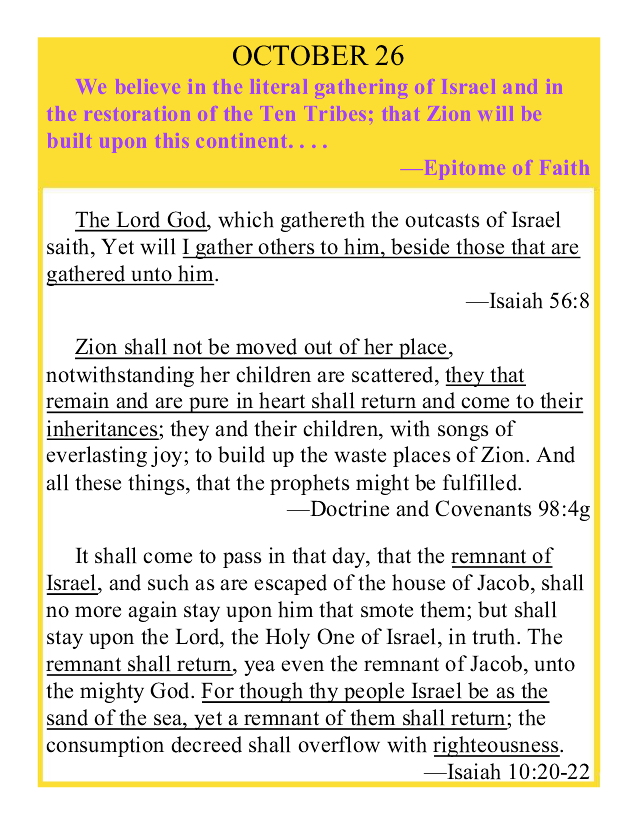 OCTOBER 26
We believe in the literal gathering of Israel and in
the restoration of the Ten Tribes; that Zion will be
built upon this continent. . . .
—Epitome of Faith
The Lord God, which gathereth the outcasts of Israel
saith, Yet will I gather others to him, beside those that are
gathered unto him.
—Isaiah 56:8
Zion shall not be moved out of her place,
notwithstanding her children are scattered, they that
remain and are pure in heart shall return and come to their
inheritances; they and their children, with songs of
everlasting joy; to build up the waste places of Zion. And
all these things, that the prophets might be fulfilled.
—Doctrine and Covenants 98:4g
It shall come to pass in that day, that the remnant of
Israel, and such as are escaped of the house of Jacob, shall
no more again stay upon him that smote them; but shall
stay upon the Lord, the Holy One of Israel, in truth. The
remnant shall return, yea even the remnant of Jacob, unto
the mighty God. For though thy people Israel be as the
sand of the sea, yet a remnant of them shall return; the
consumption decreed shall overflow with righteousness.
—Isaiah 10:20-22